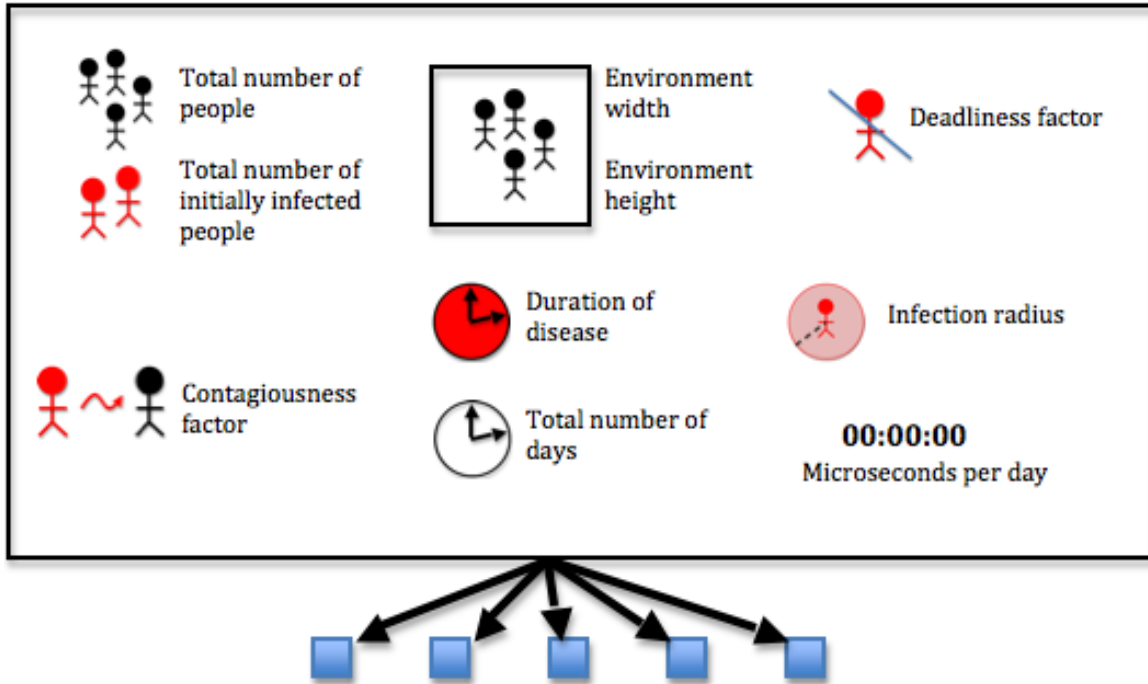 Total number of
people
Total number of
initially infected
people
Contagiousness
factor
Environment
width
Environment
height
Duration of
disease
Total number of
days
Deadliness factor
Infection radius
00:00:00
Microseconds per day